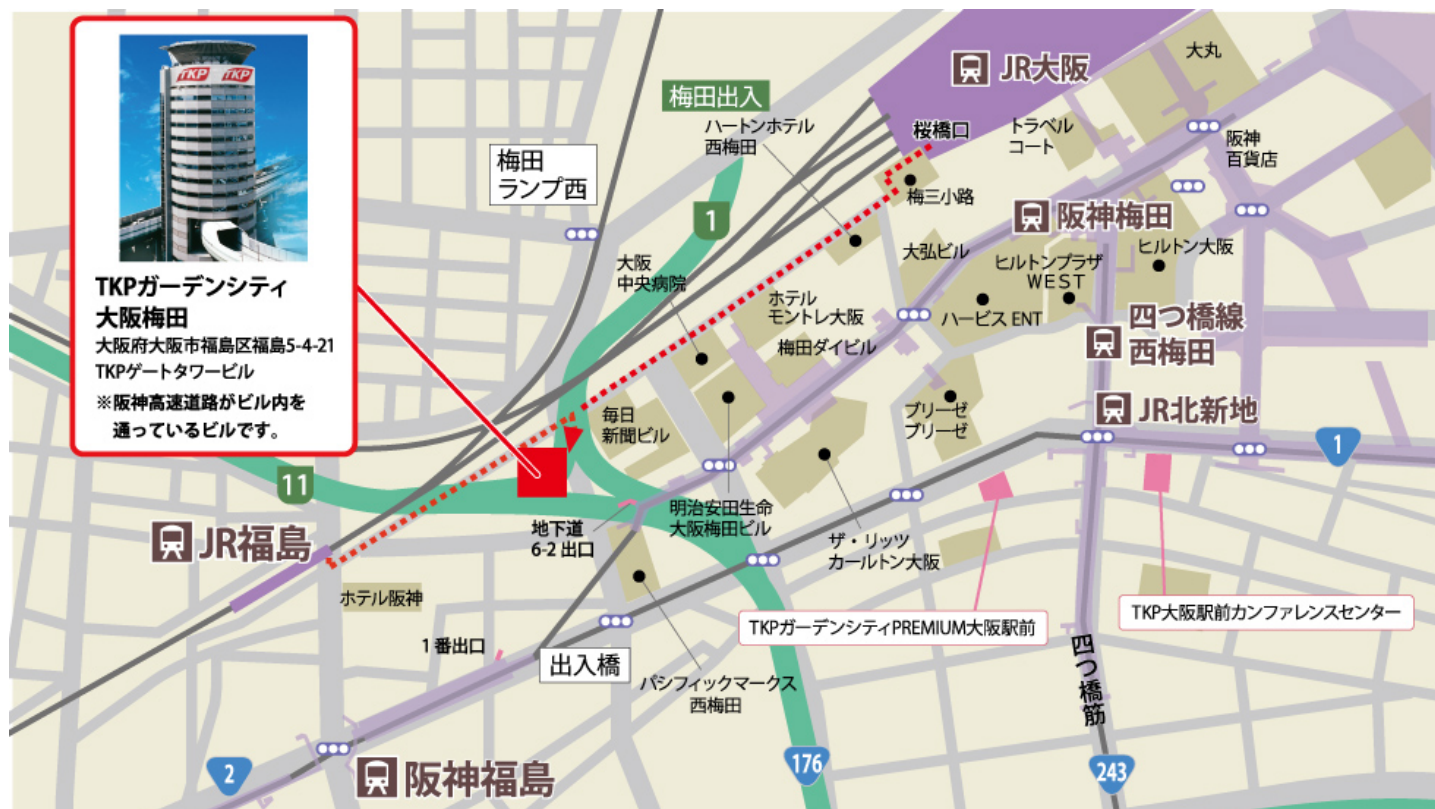 TKP
TKP
TKPガーデンシティ
大阪梅田
大阪府大阪市福島区福島5-4-21
TKPゲートタワービル
※阪神高速道路がビル内を
通っているビルです。
JR大阪
大丸
梅田出入
ハートンホテル
西梅田
桜橋口
トラベル
コート
阪神
百貨店
梅田
ランプ西
1
梅三小路
阪神梅田
大阪
中央病院
大弘ビル
ヒルトンプラザ
WEST
ヒルトン大阪
ホテル
モントレ大阪
ハービス ENT
四つ橋線
西梅田
梅田ダイビル
毎日
新聞ビル
ブリーゼ
ブリーゼ
JR北新地
1
11
JR福島
地下道
6-2 出口
明治安田生命
大阪梅田ビル
ザ・リッツ
カールトン大阪
ホテル阪神
TKPガーデンシティPREMIUM大阪駅前
TKP大阪駅前カンファレンスセンター
1 番出口
出入橋
パシフィックマークス
西梅田
四つ橋筋
2
阪神福島
176
243